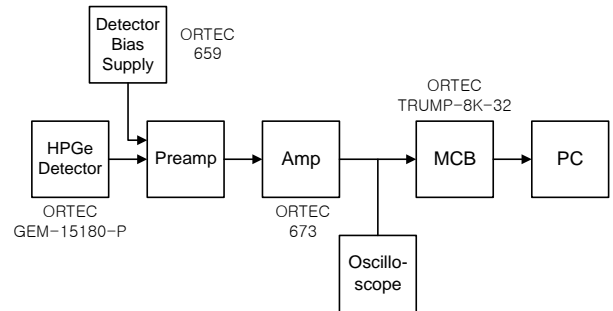 Detector
Bias
Supply
ORTEC
659
HPGe
Detector
ORTEC
GEM-15180-P
Preamp
Amp
ORTEC
673
ORTEC
TRUMP-8K-32
MCB
PC
Oscillo-
scope